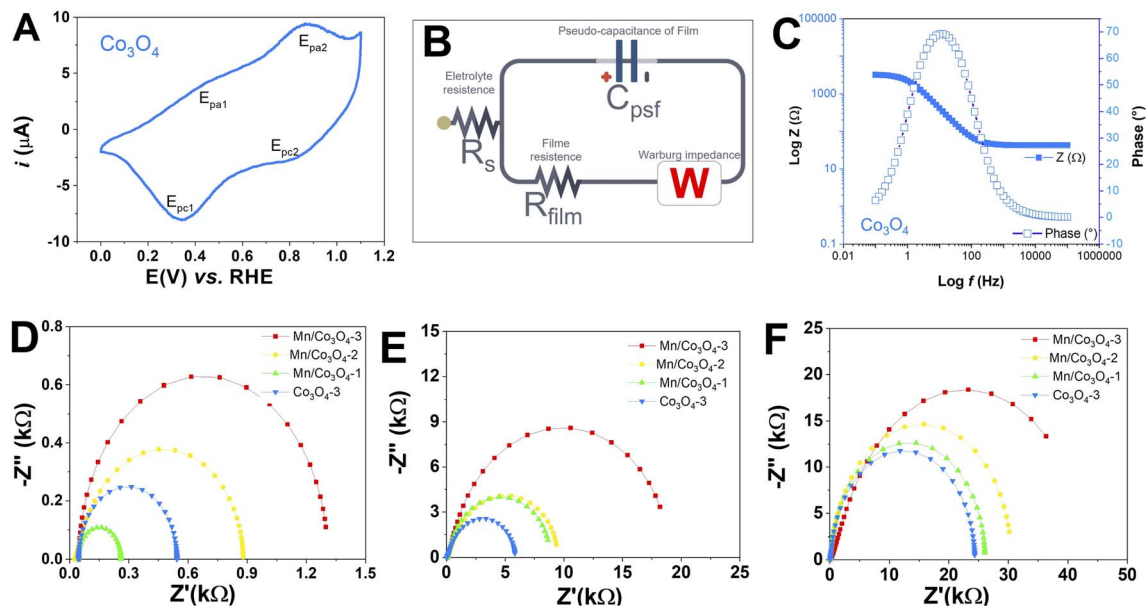 A
Co3O4
Epa2
Epa1
Epc2
Epc1
10
5
0
-5
-10
i (µA)
0.0 0.2 0.4 0.6 0.8 1.0 1.2
E(V) vs. RHE
B
Pseudo-capacitance of Film
Eletrolyte
resistence
+ -
Cpsf
Rs
Filme
resistence
Rfilm
Warburg impedance
W
C
100000
1000
10
0.1
Log Z (Ω)
70
60
50
40
30
20
10
0
-10
Phase (°)
Z (Ω)
Co3O4
Phase (°)
0.01 1 100 10000 1000000
Log f (Hz)
D
Mn/Co3O4-3
Mn/Co3O4-2
Mn/Co3O4-1
Co3O4-3
0.8
0.6
0.4
0.2
0.0
-Z'' (kΩ)
0.0 0.3 0.6 0.9 1.2 1.5
Z'(kΩ)
E
Mn/Co3O4-3
Mn/Co3O4-2
Mn/Co3O4-1
Co3O4-3
15
12
9
6
3
0
-Z'' (kΩ)
0 5 10 15 20 25
Z'(kΩ)
F
Mn/Co3O4-3
Mn/Co3O4-2
Mn/Co3O4-1
Co3O4-3
25
20
15
10
5
0
-Z'' (kΩ)
0 10 20 30 40 50
Z'(kΩ)